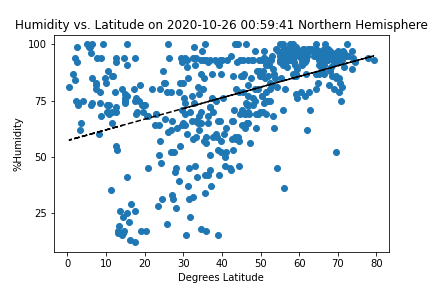 Humidity vs. Latitude on 2020-10-26 00:59:41 Northern Hemisphere
100
75
50
25
%Humidity
0 10 20 30 40 50 60 70 80
Degrees Latitude